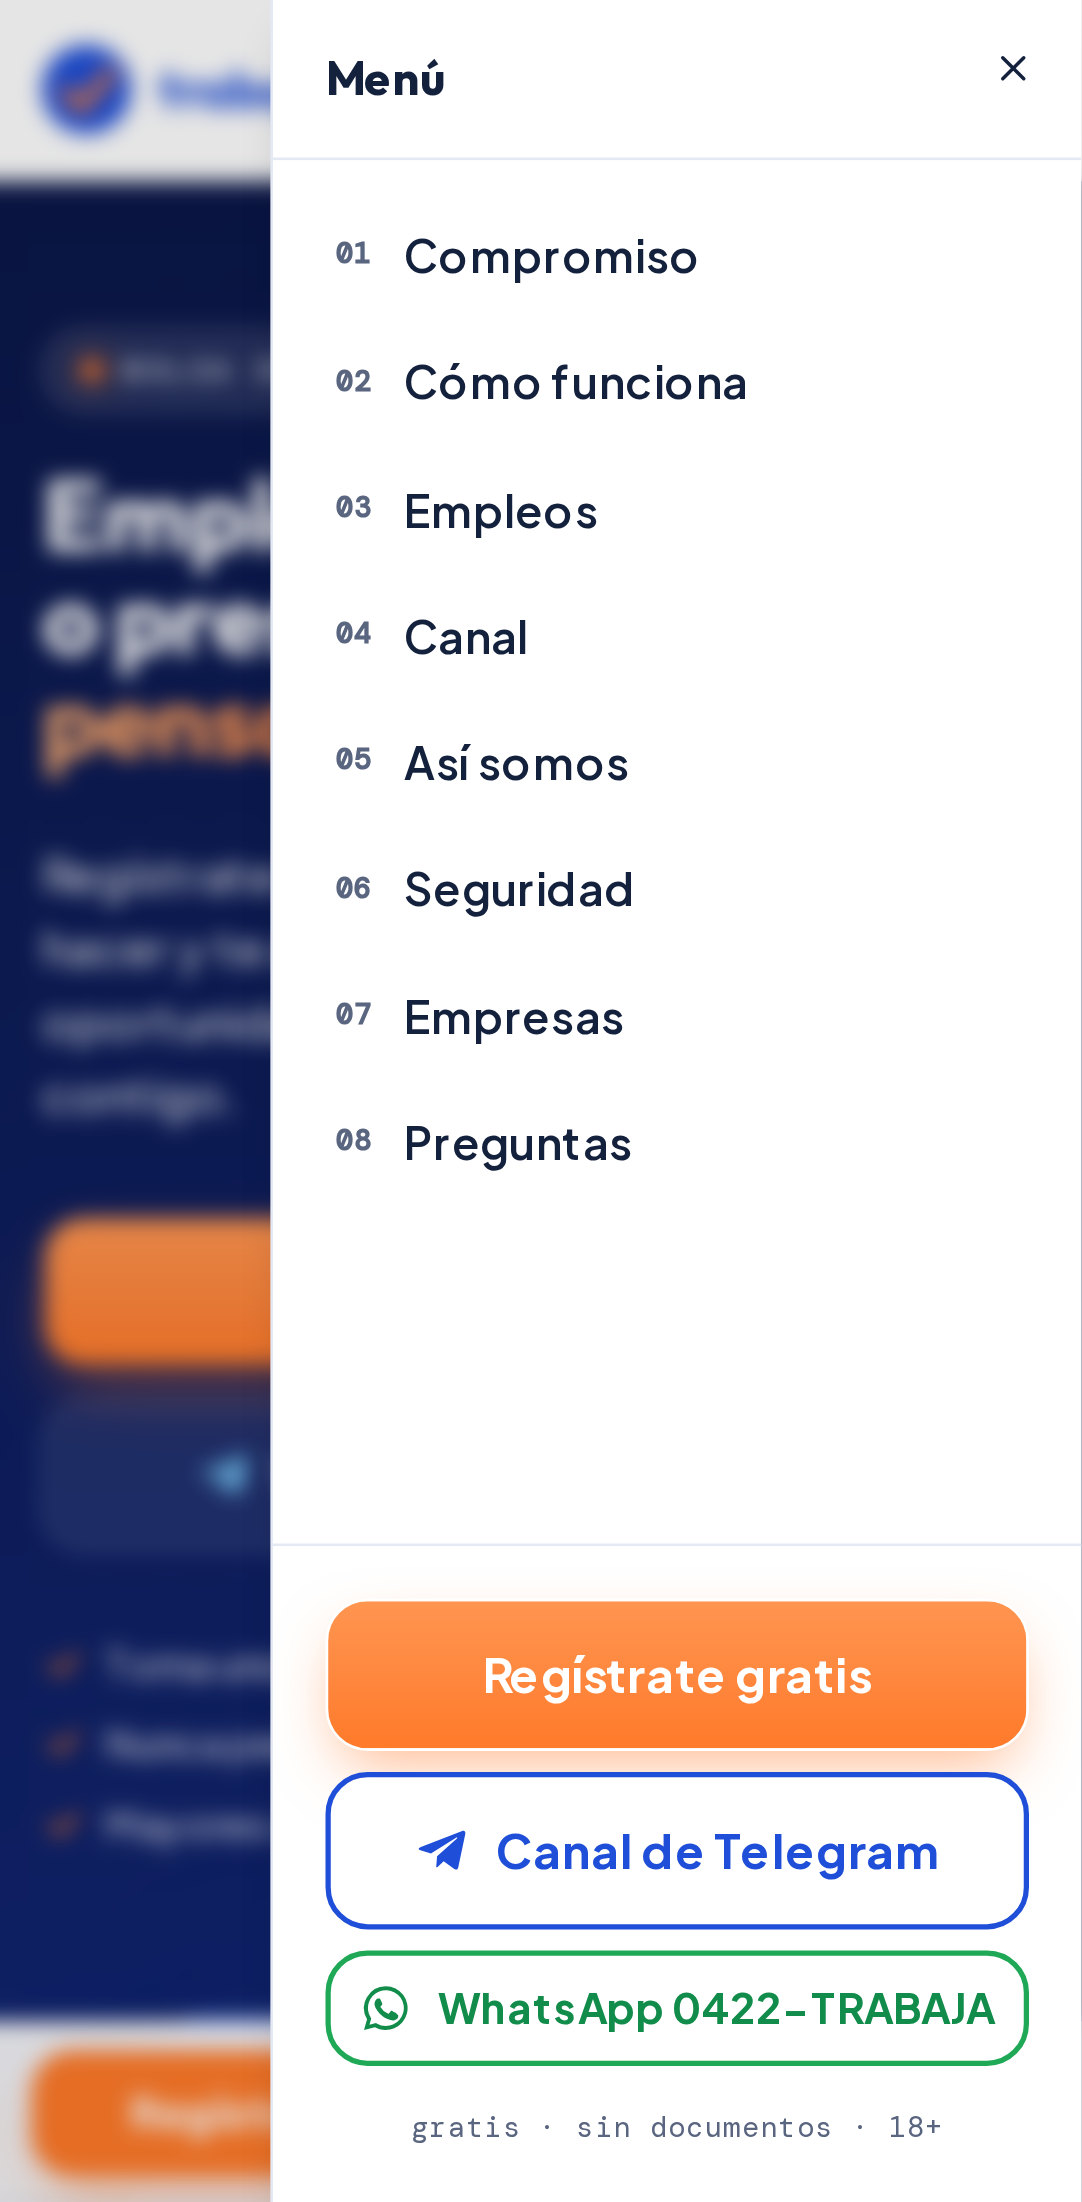 Menú
01 Compromiso
02 Cómo funciona
03 Empleos
04 Canal
05 Así somos
06 Seguridad
07 Empresas
08 Preguntas
Regístrate gratis
Canal de Telegram
WhatsApp 0422-TRABAJA
gratis · sin documentos · 18+